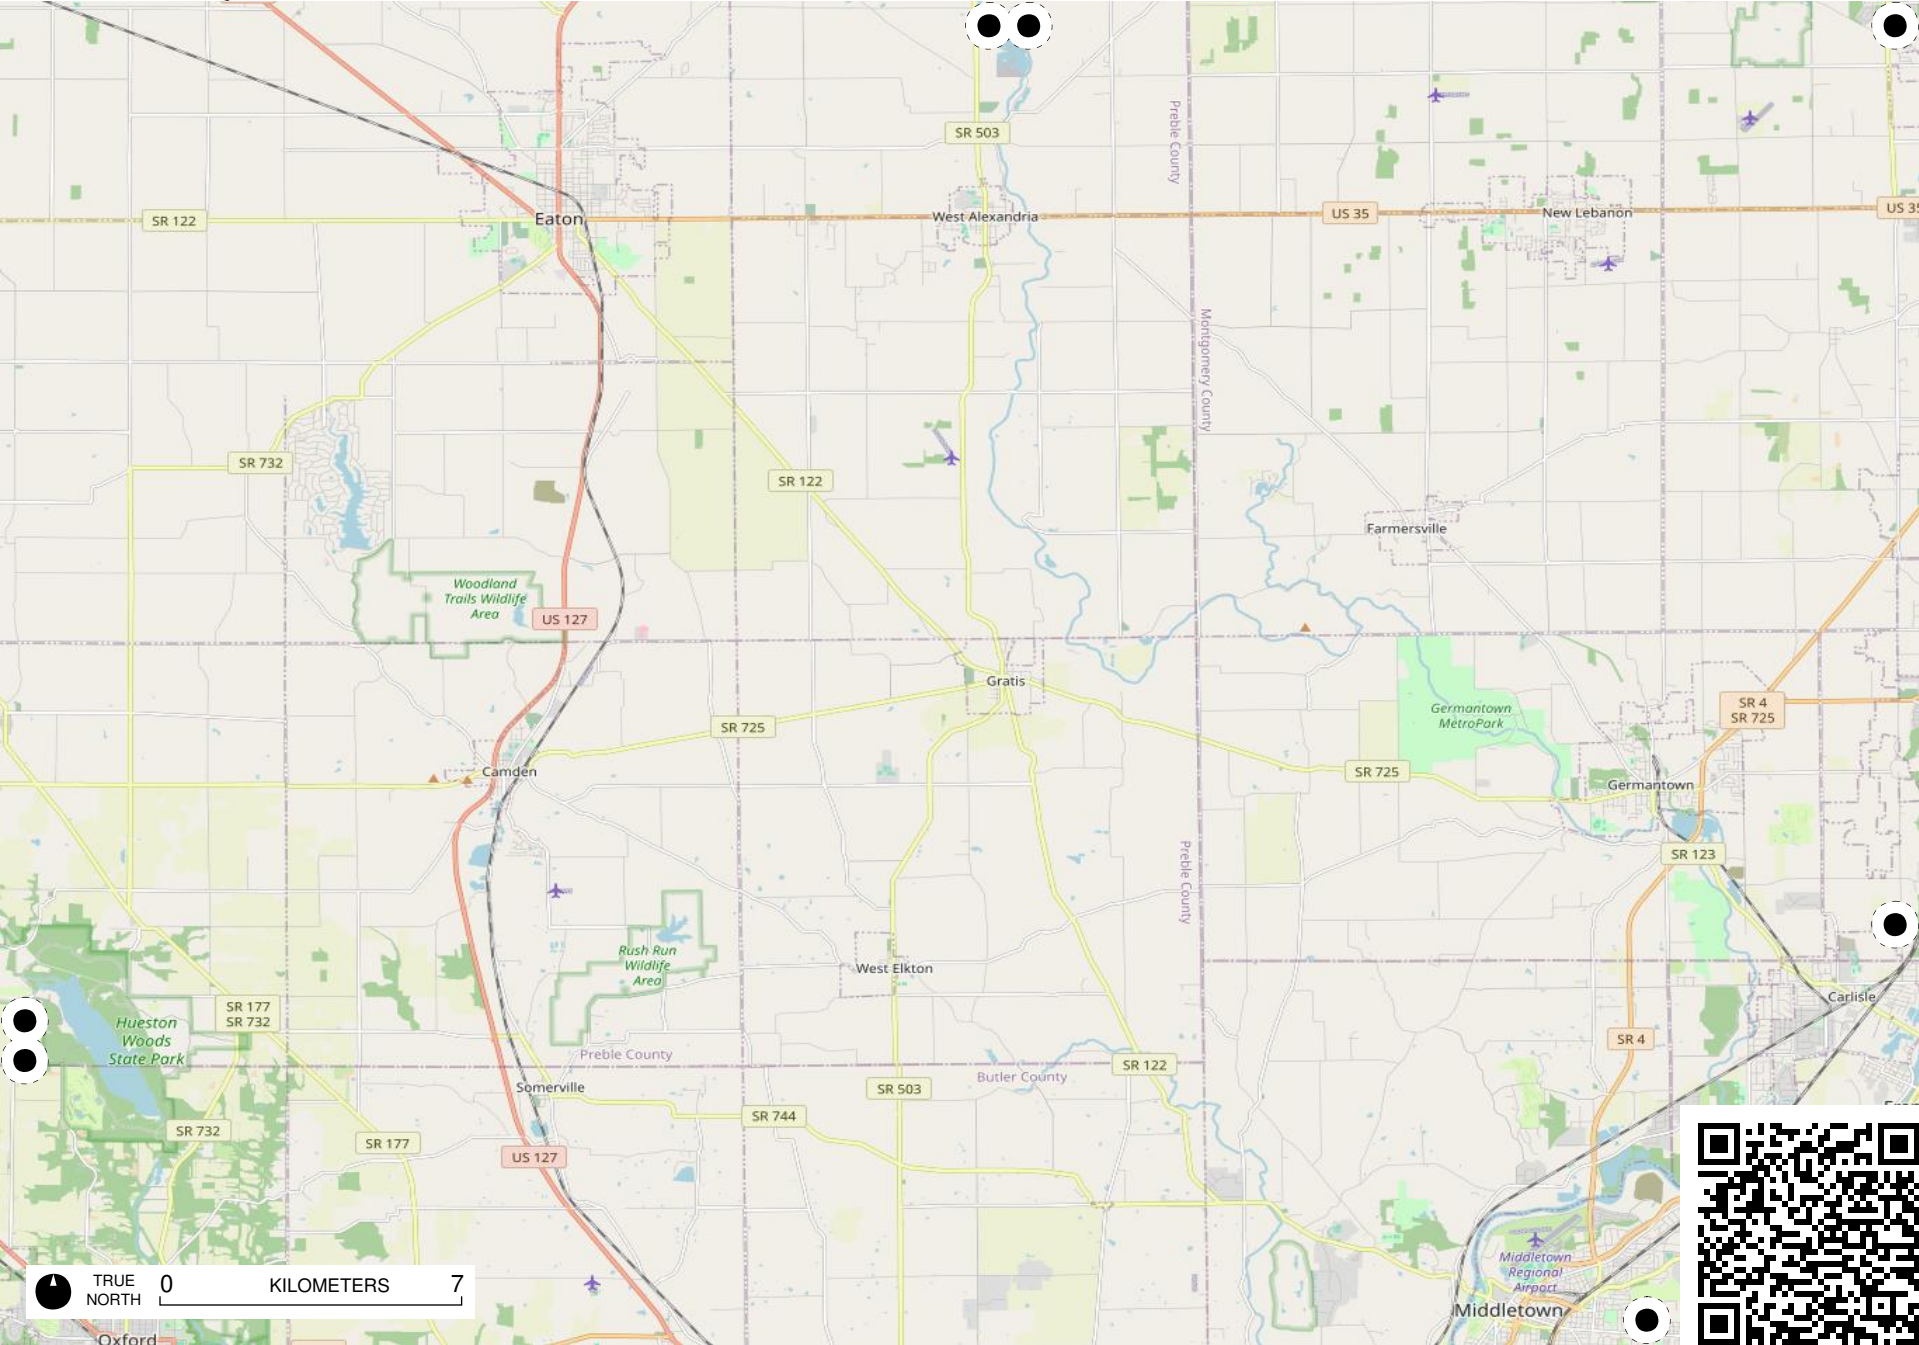 SR 503
Preble County
SR 122
Eaton
West Alexandria
US 35
New Lebanon
US 35
Montgomery County
SR 732
SR 122
Farmersville
Woodland
Trails Wildlife
Area
US 127
Gratis
SR 725
Germantown
MetroPark
SR 4
SR 725
Camden
SR 725
Germantown
SR 123
Preble County
Rush Run
Wildlife
Area
West Elkton
Carlisle
SR 177
SR 732
Hueston
Woods
State Park
SR 4
Preble County
SR 122
Butler County
Somerville
SR 503
SR 744
SR 732
SR 177
US 127
Middletown
Regional
Airport
Middletown
TRUE
NORTH
0 KILOMETERS 7
Oxford